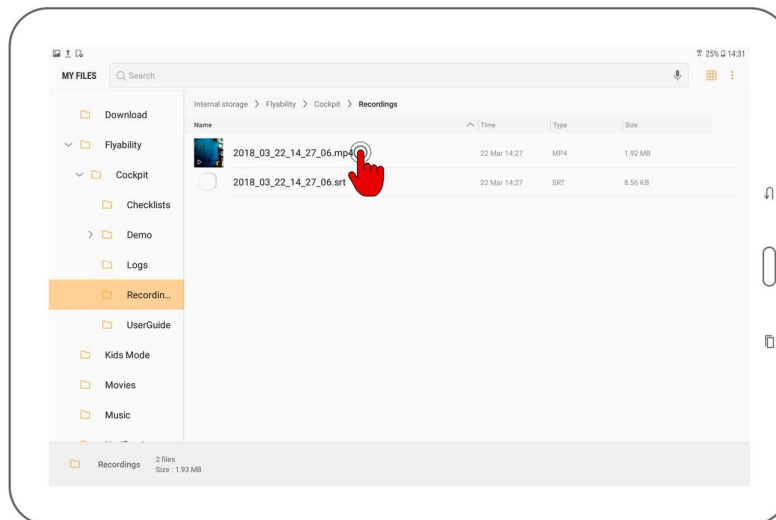 25% 14:31
MY FILES Search
Internal storage > Flyability > Cockpit > Recordings
Name Time Type Size
Download
Flyability
Cockpit
Checklists
Demo
Logs
Recordin...
UserGuide
Kids Mode
Movies
Music
2018_03_22_14_27_06.mp4 22 Mar 14:27 MP4 1.92 MB
2018_03_22_14_27_06.srt 22 Mar 14:27 SRT 8.56 KB
Recordings 2 files
Size : 1.93 MB